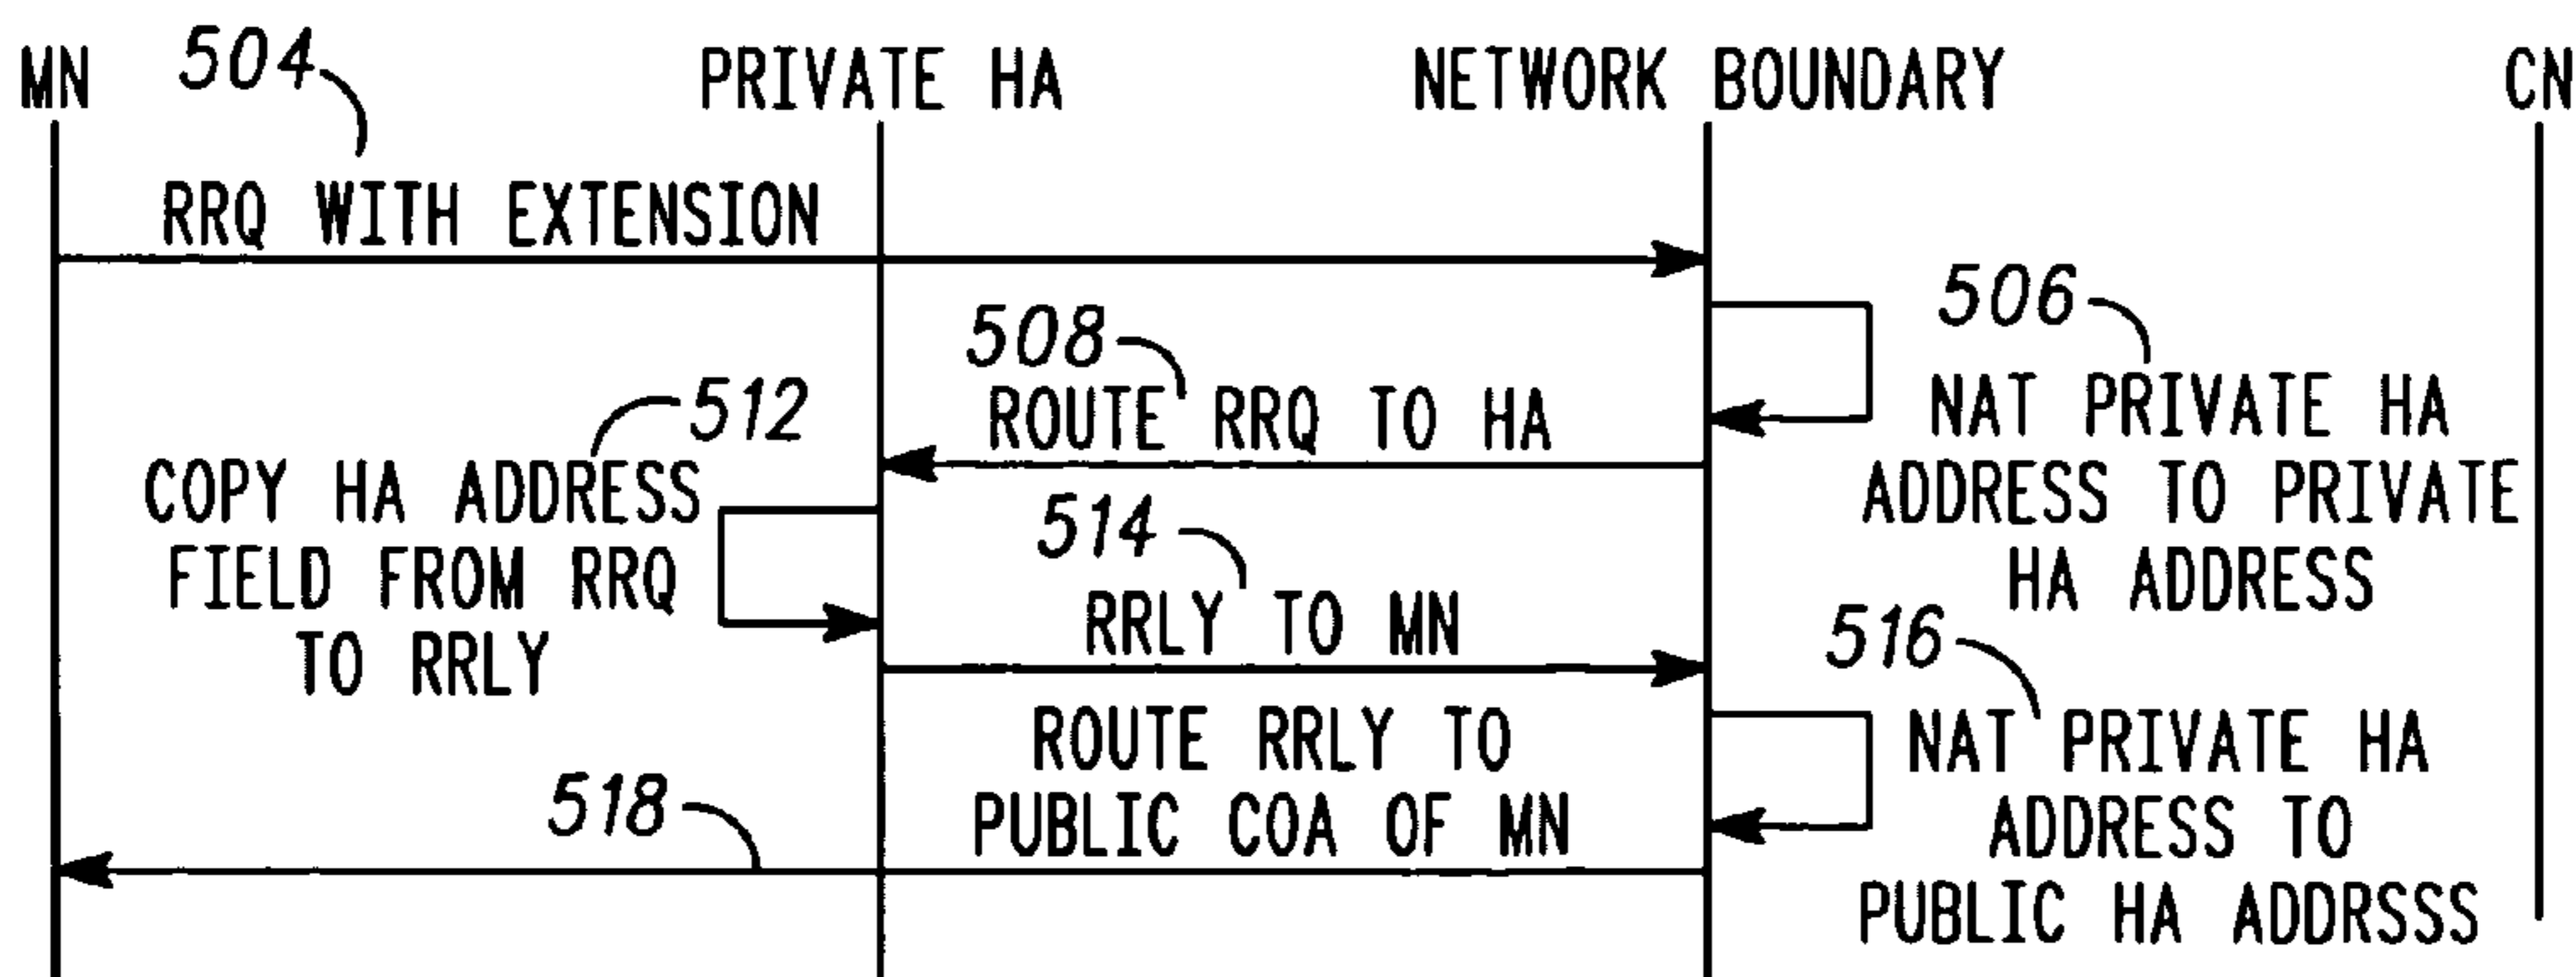 MN
504
PRIVATE HA
NETWORK BOUNDARY
CN
RRQ WITH EXTENSION
506
NAT PRIVATE HA
ADDRESS TO PRIVATE
HA ADDRESS
508
ROUTE RRQ TO HA
512
COPY HA ADDRESS
FIELD FROM RRQ
TO RRLY
514
RRLY TO MN
516
NAT PRIVATE HA
ADDRESS TO
PUBLIC HA ADDRSSS
ROUTE RRLY TO
PUBLIC COA OF MN
518